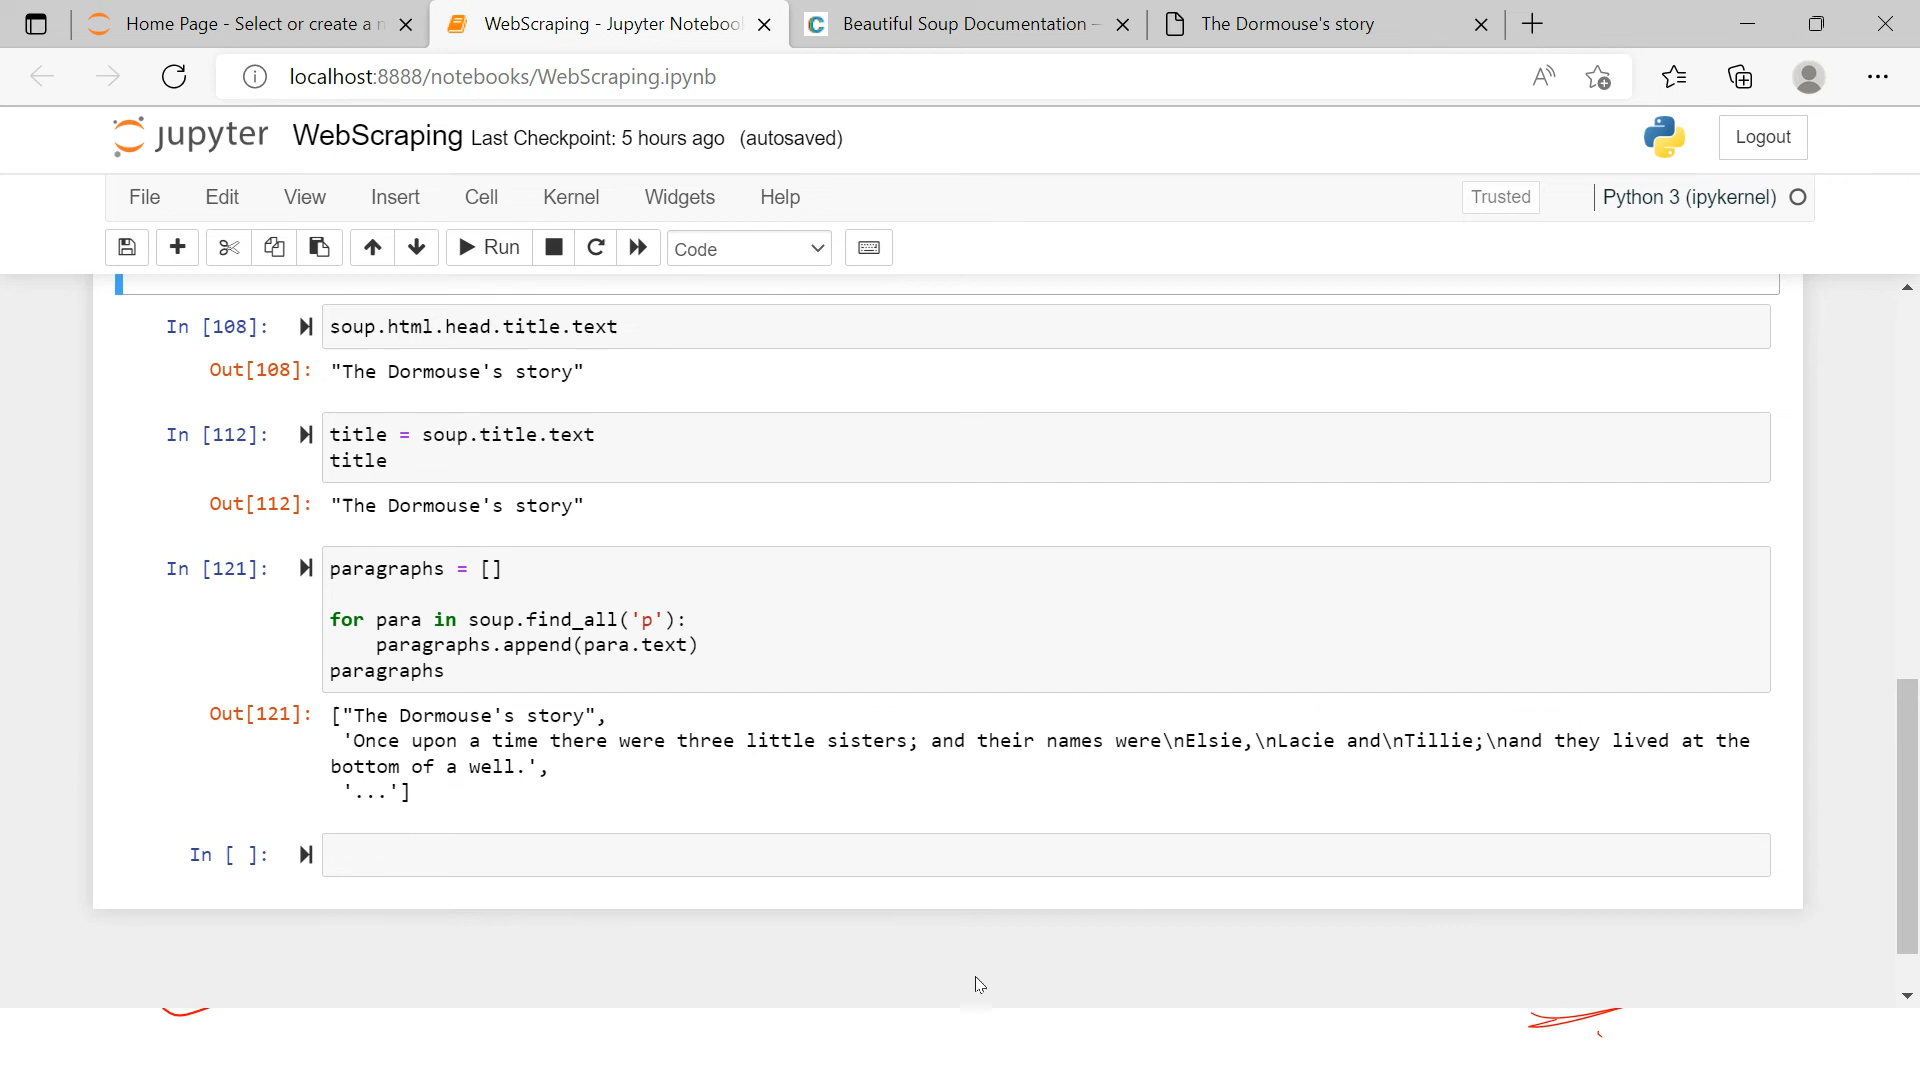 Home Page - Select or create a n
WebScraping - Jupyter Noteboo
Beautiful Soup Documentation –
The Dormouse's story
localhost:8888/notebooks/WebScraping.ipynb
jupyter WebScraping Last Checkpoint: 5 hours ago (autosaved)
Logout
File Edit View Insert Cell Kernel Widgets Help
Trusted
Python 3 (ipykernel)
Run
Code
In [108]: soup.html.head.title.text
Out[108]: "The Dormouse's story"
In [112]: title = soup.title.text
title
Out[112]: "The Dormouse's story"
In [121]: paragraphs = []
for para in soup.find_all('p'):
    paragraphs.append(para.text)
paragraphs
Out[121]: ["The Dormouse's story",
'Once upon a time there were three little sisters; and their names were\nElsie,\nLacie and\nTillie;\nand they lived at the
bottom of a well.',
'...']
In [ ]: